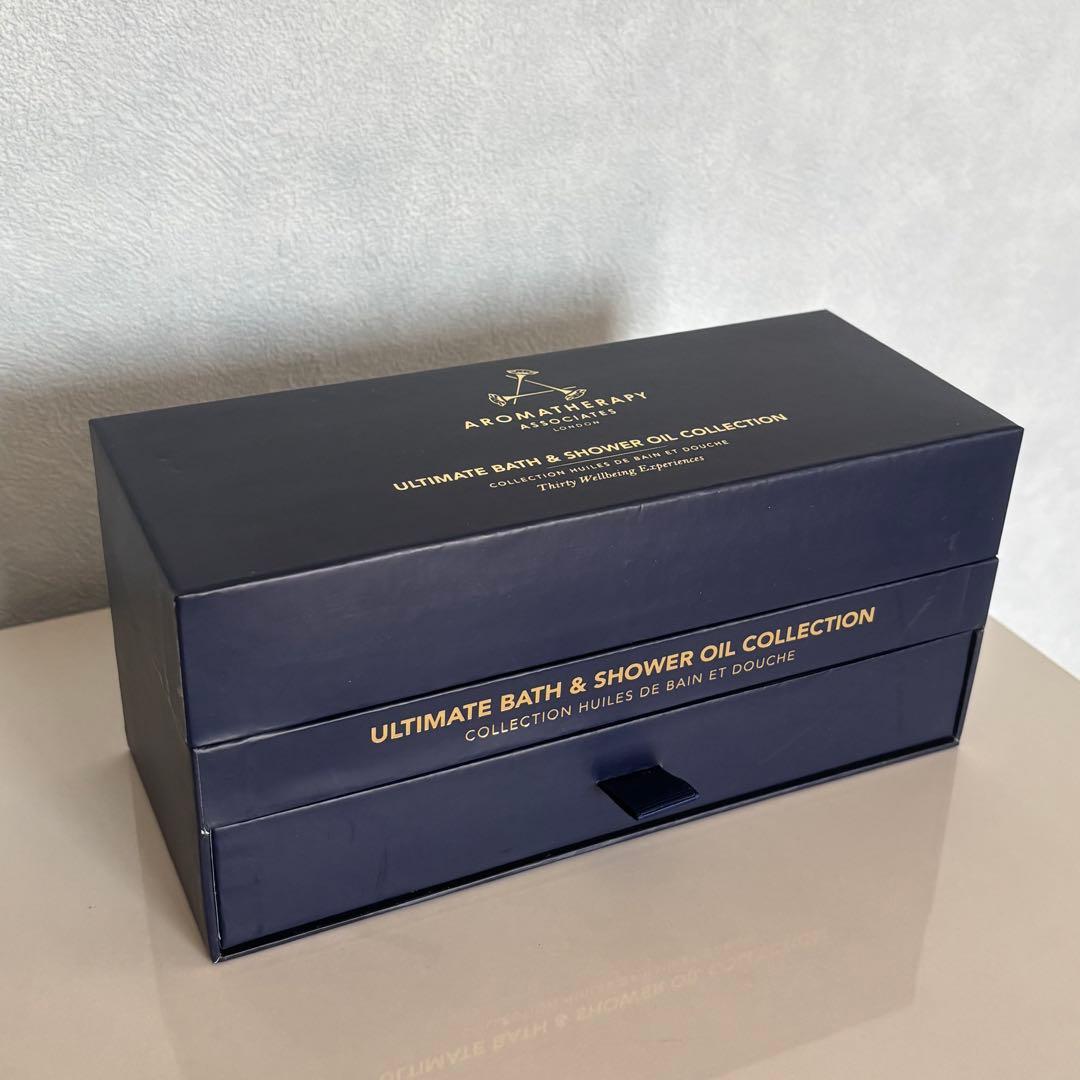 AROMATHERAPY
ASSOCIATES
LONDON
ULTIMATE BATH & SHOWER OIL COLLECTION
COLLECTION HUILES DE BAIN ET DOUCHE
Thirty Wellbeing Experiences
ULTIMATE BATH & SHOWER OIL COLLECTION
COLLECTION HUILES DE BAIN ET DOUCHE